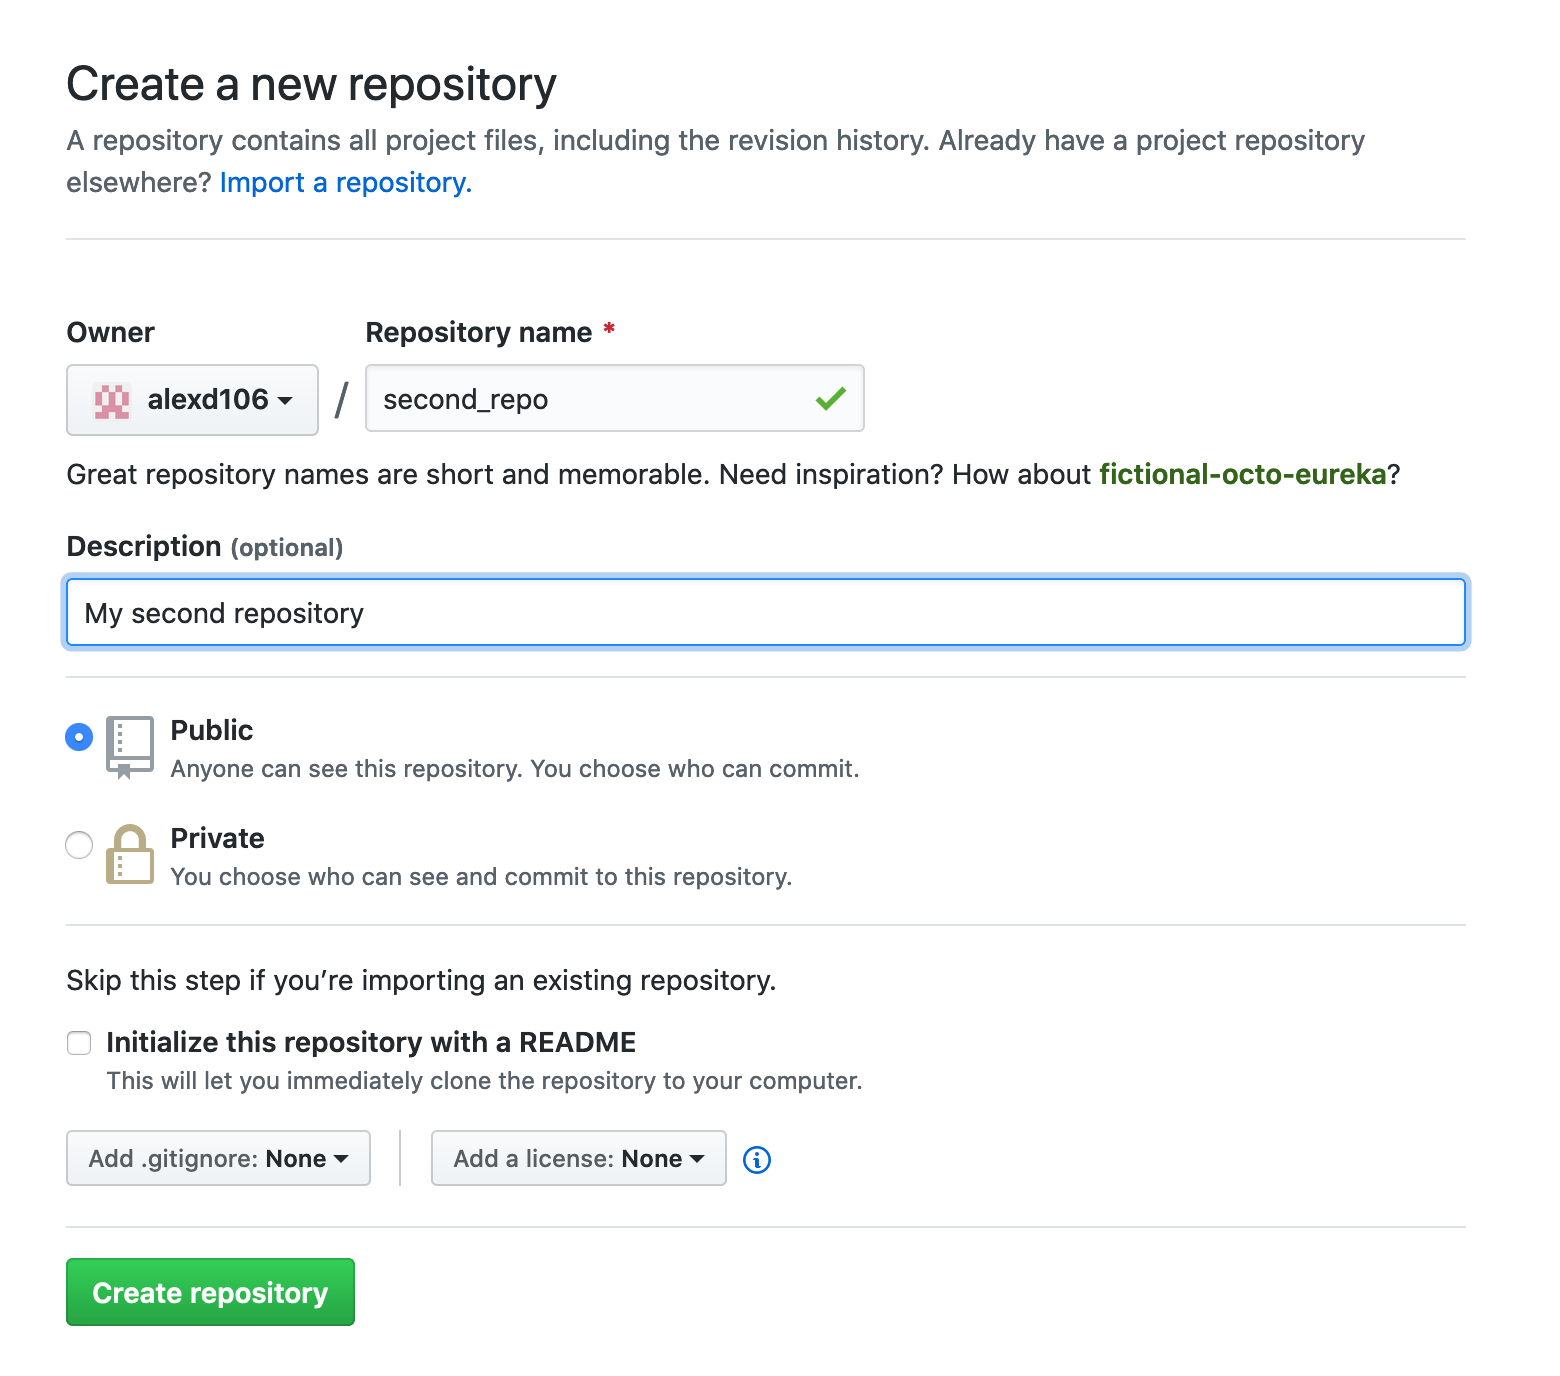 Create a new repository
A repository contains all project files, including the revision history. Already have a project repository
elsewhere? Import a repository.
Owner
Repository name *
alexd106
/
second_repo
Great repository names are short and memorable. Need inspiration? How about fictional-octo-eureka?
Description (optional)
My second repository
Public
Anyone can see this repository. You choose who can commit.
Private
You choose who can see and commit to this repository.
Skip this step if you’re importing an existing repository.
Initialize this repository with a README
This will let you immediately clone the repository to your computer.
Add .gitignore: None
Add a license: None
Create repository